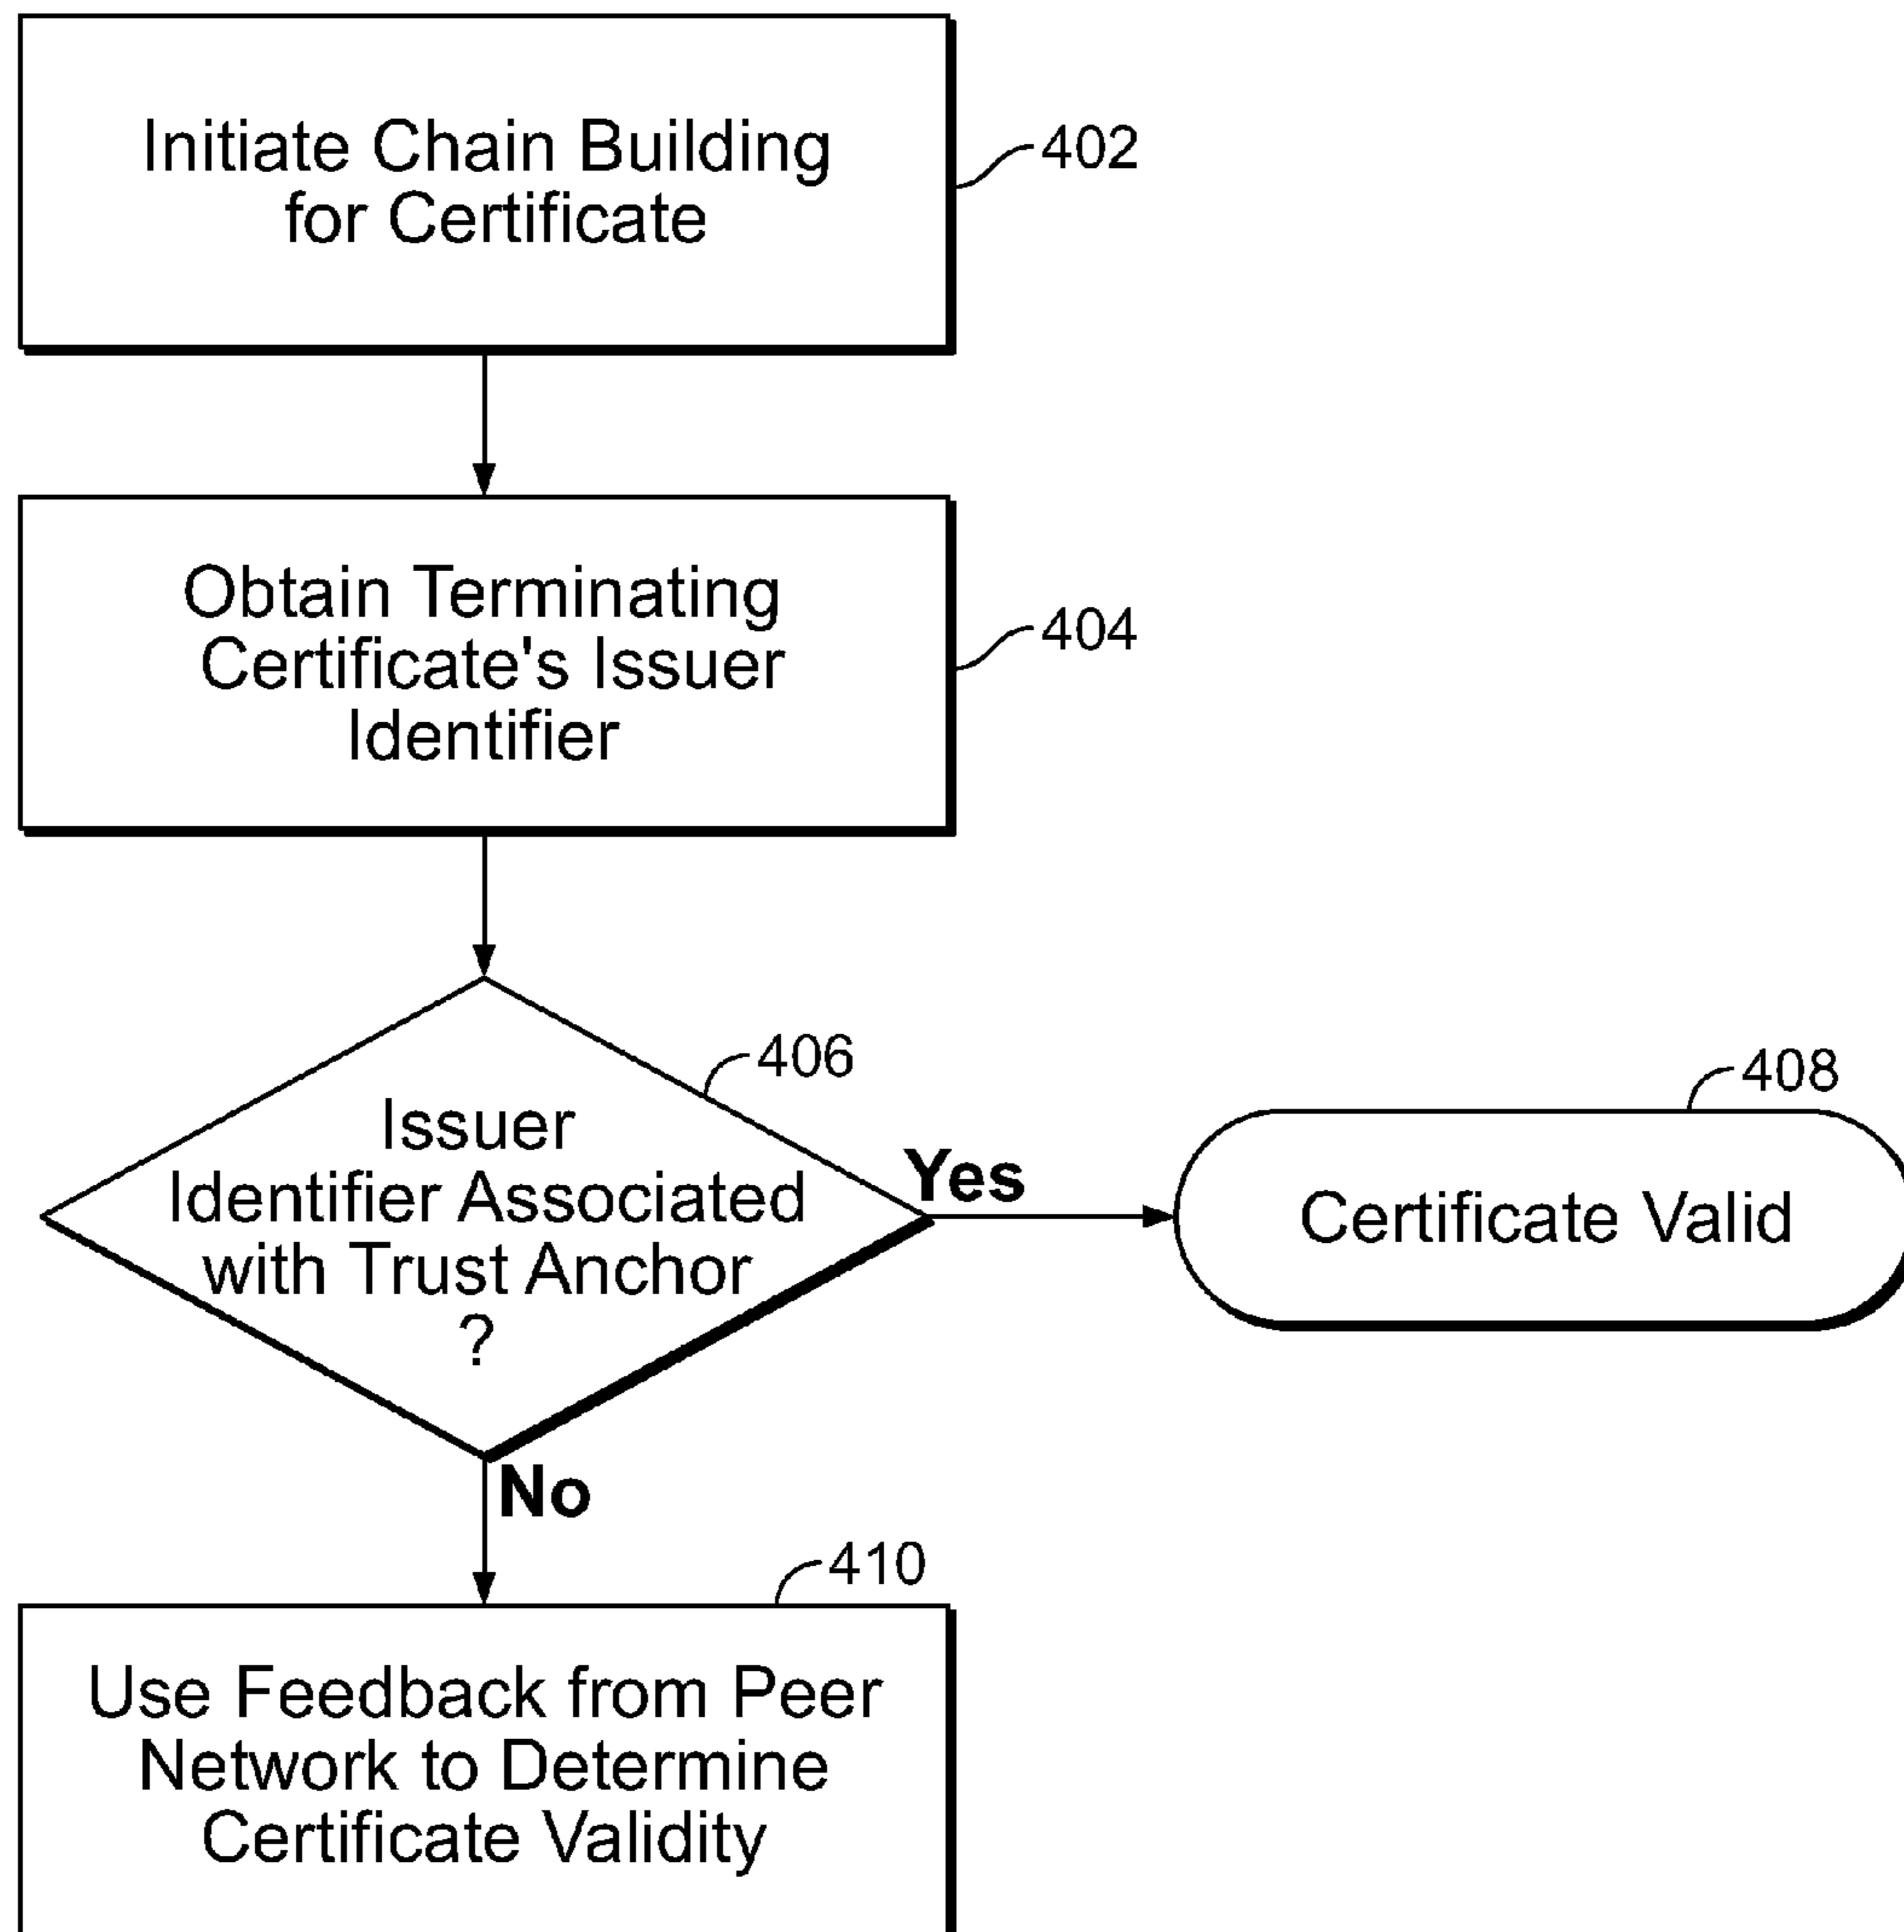 Initiate Chain Building
for Certificate
402
Obtain Terminating
Certificate's Issuer
Identifier
404
406
Issuer
Identifier Associated
with Trust Anchor
?
Yes
408
Certificate Valid
No
410
Use Feedback from Peer
Network to Determine
Certificate Validity